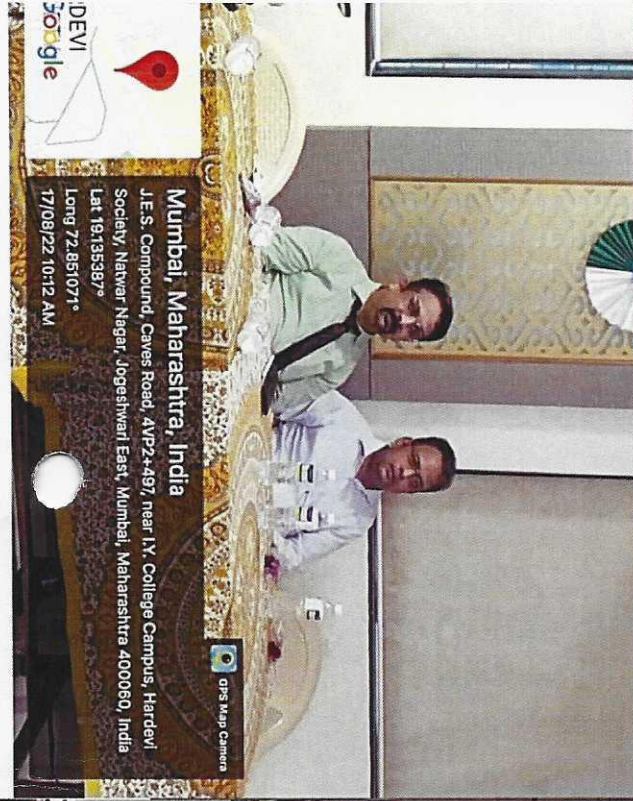 GPS Map Camera
Mumbai, Maharashtra, India
J.E.S. Compound, Caves Road, 4VP2+497, near I.Y. College Campus, Hardevi
Society, Natwar Nagar, Jogeshwari East, Mumbai, Maharashtra 400060, India
Lat 19.135387°
Long 72.851071°
17/08/22 10:12 AM
DEVI
Google